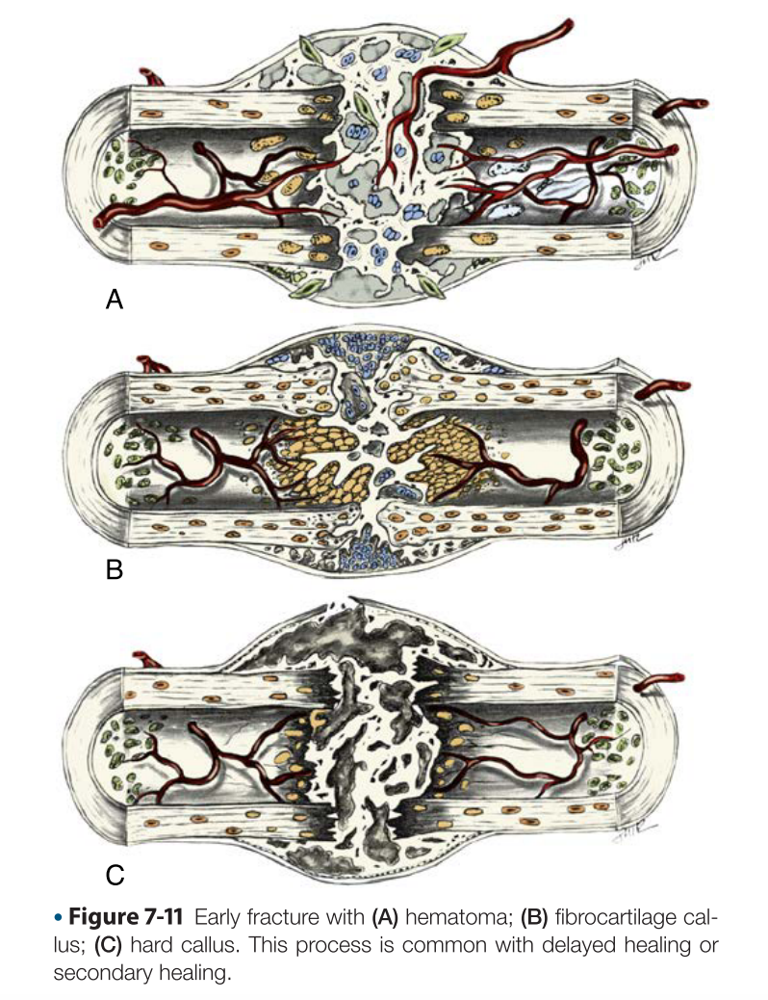 A
B
C
• Figure 7-11 Early fracture with (A) hematoma; (B) fibrocartilage cal-
lus; (C) hard callus. This process is common with delayed healing or
secondary healing.